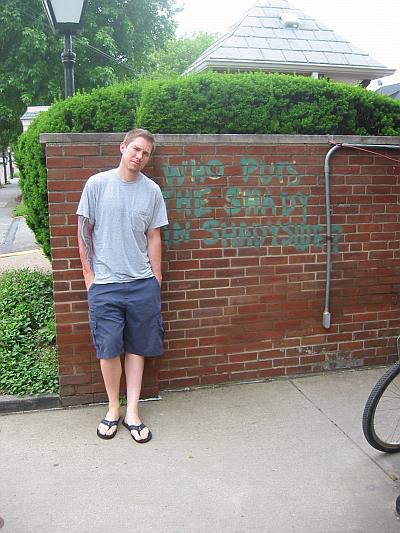 WHO PUTS
THE SHADY
IN SHADYSIDE?